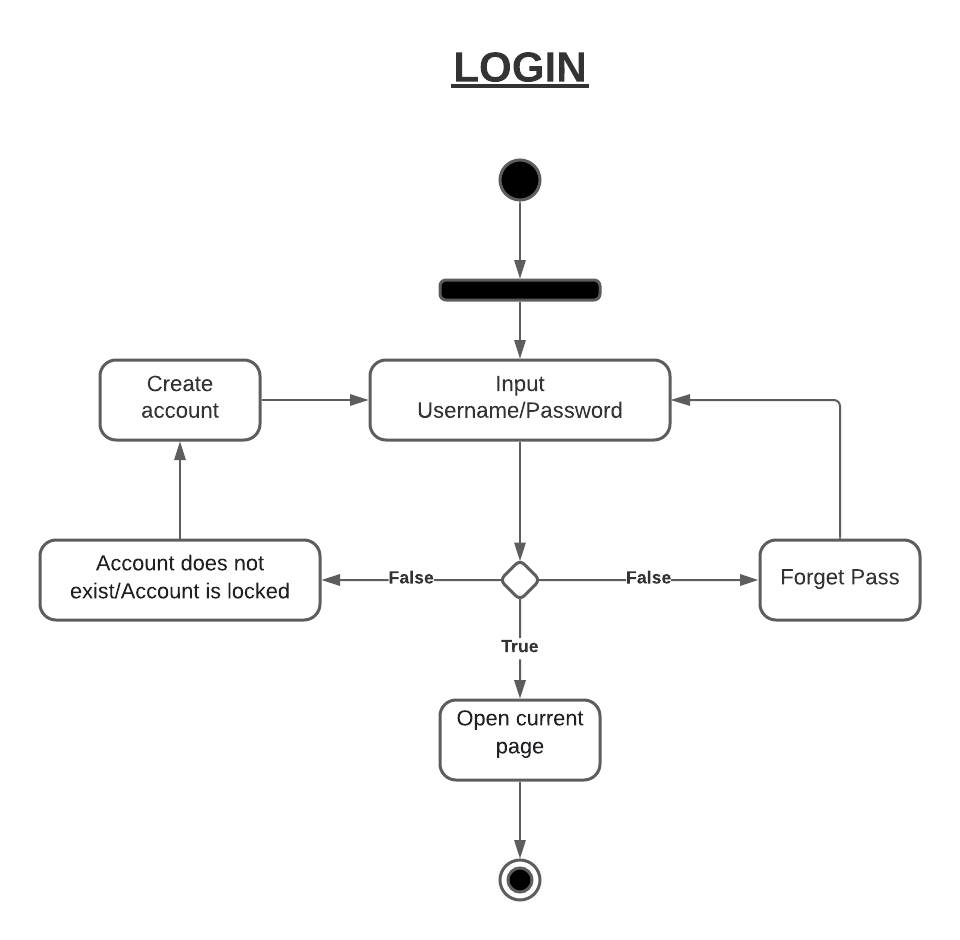 LOGIN
Create
account
Input
Username/Password
Account does not
exist/Account is locked
False
False
Forget Pass
True
Open current
page